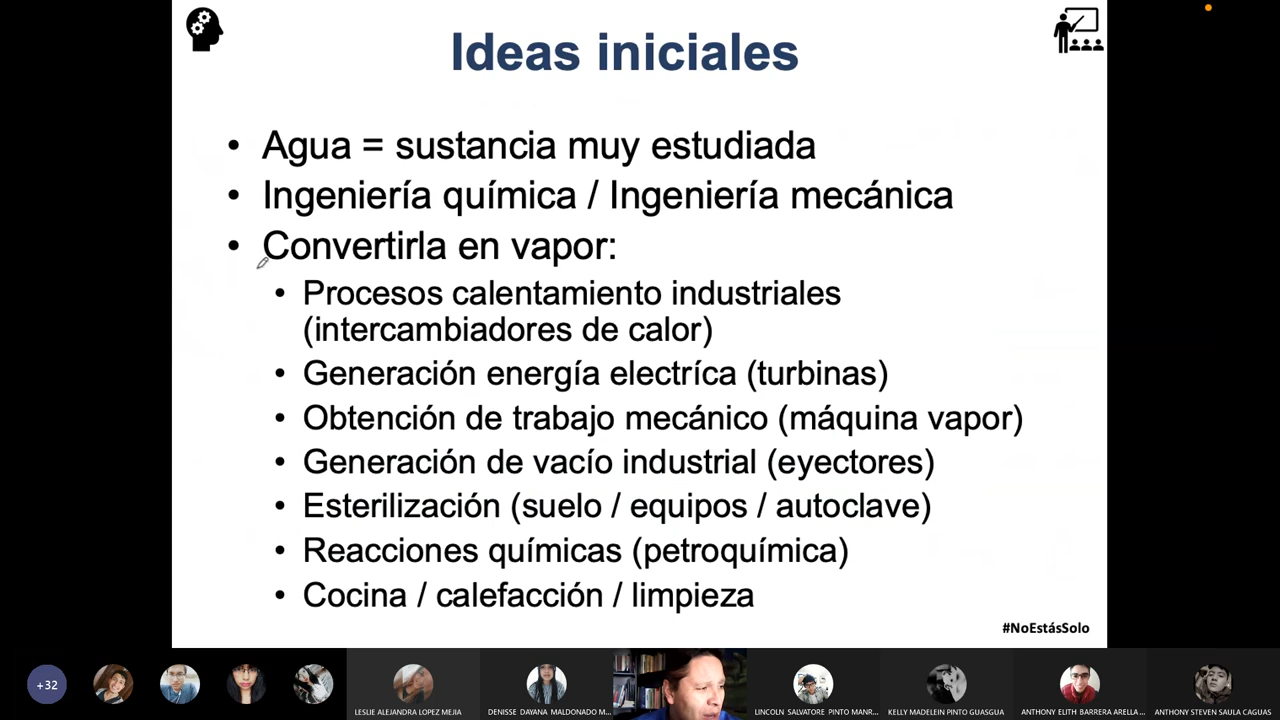 Ideas iniciales
• Agua = sustancia muy estudiada
• Ingeniería química / Ingeniería mecánica
• Convertirla en vapor:
• Procesos calentamiento industriales
(intercambiadores de calor)
• Generación energía electríca (turbinas)
• Obtención de trabajo mecánico (máquina vapor)
• Generación de vacío industrial (eyectores)
• Esterilización (suelo / equipos / autoclave)
• Reacciones químicas (petroquímica)
• Cocina / calefacción / limpieza
#NoEstásSolo
+32
LESLIE ALEJANDRA LOPEZ MEJIA
DENISSE DAYANA MALDONADO M...
LINCOLN SALVATORE PINTO MANR...
KELLY MADELEIN PINTO GUASGUA
ANTHONY ELITH BARRERA ARELLA ...
ANTHONY STEVEN SAULA CAGUAS